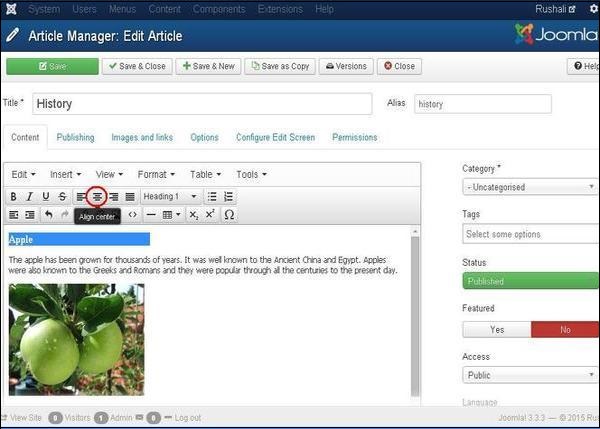 System Users Menus Content Components Extensions Help Rushali
Article Manager: Edit Article Joomla!
Save Save & Close Save & New Save as Copy Versions Close Help
Title * History Alias history
Content Publishing Images and links Options Configure Edit Screen Permissions
Edit Insert View Format Table Tools
B I U S Heading 1
Align center
Apple
The apple has been grown for thousands of years. It was well known to the Ancient China and Egypt. Apples
were also known to the Greeks and Romans and they were popular through all the centuries to the present day.
Category *
- Uncategorised
Tags
Select some options
Status
Published
Featured
Yes No
Access
Public
Language
View Site 0 Visitors 1 Admin 0 Log out Joomla! 3.3.3 — © 2015